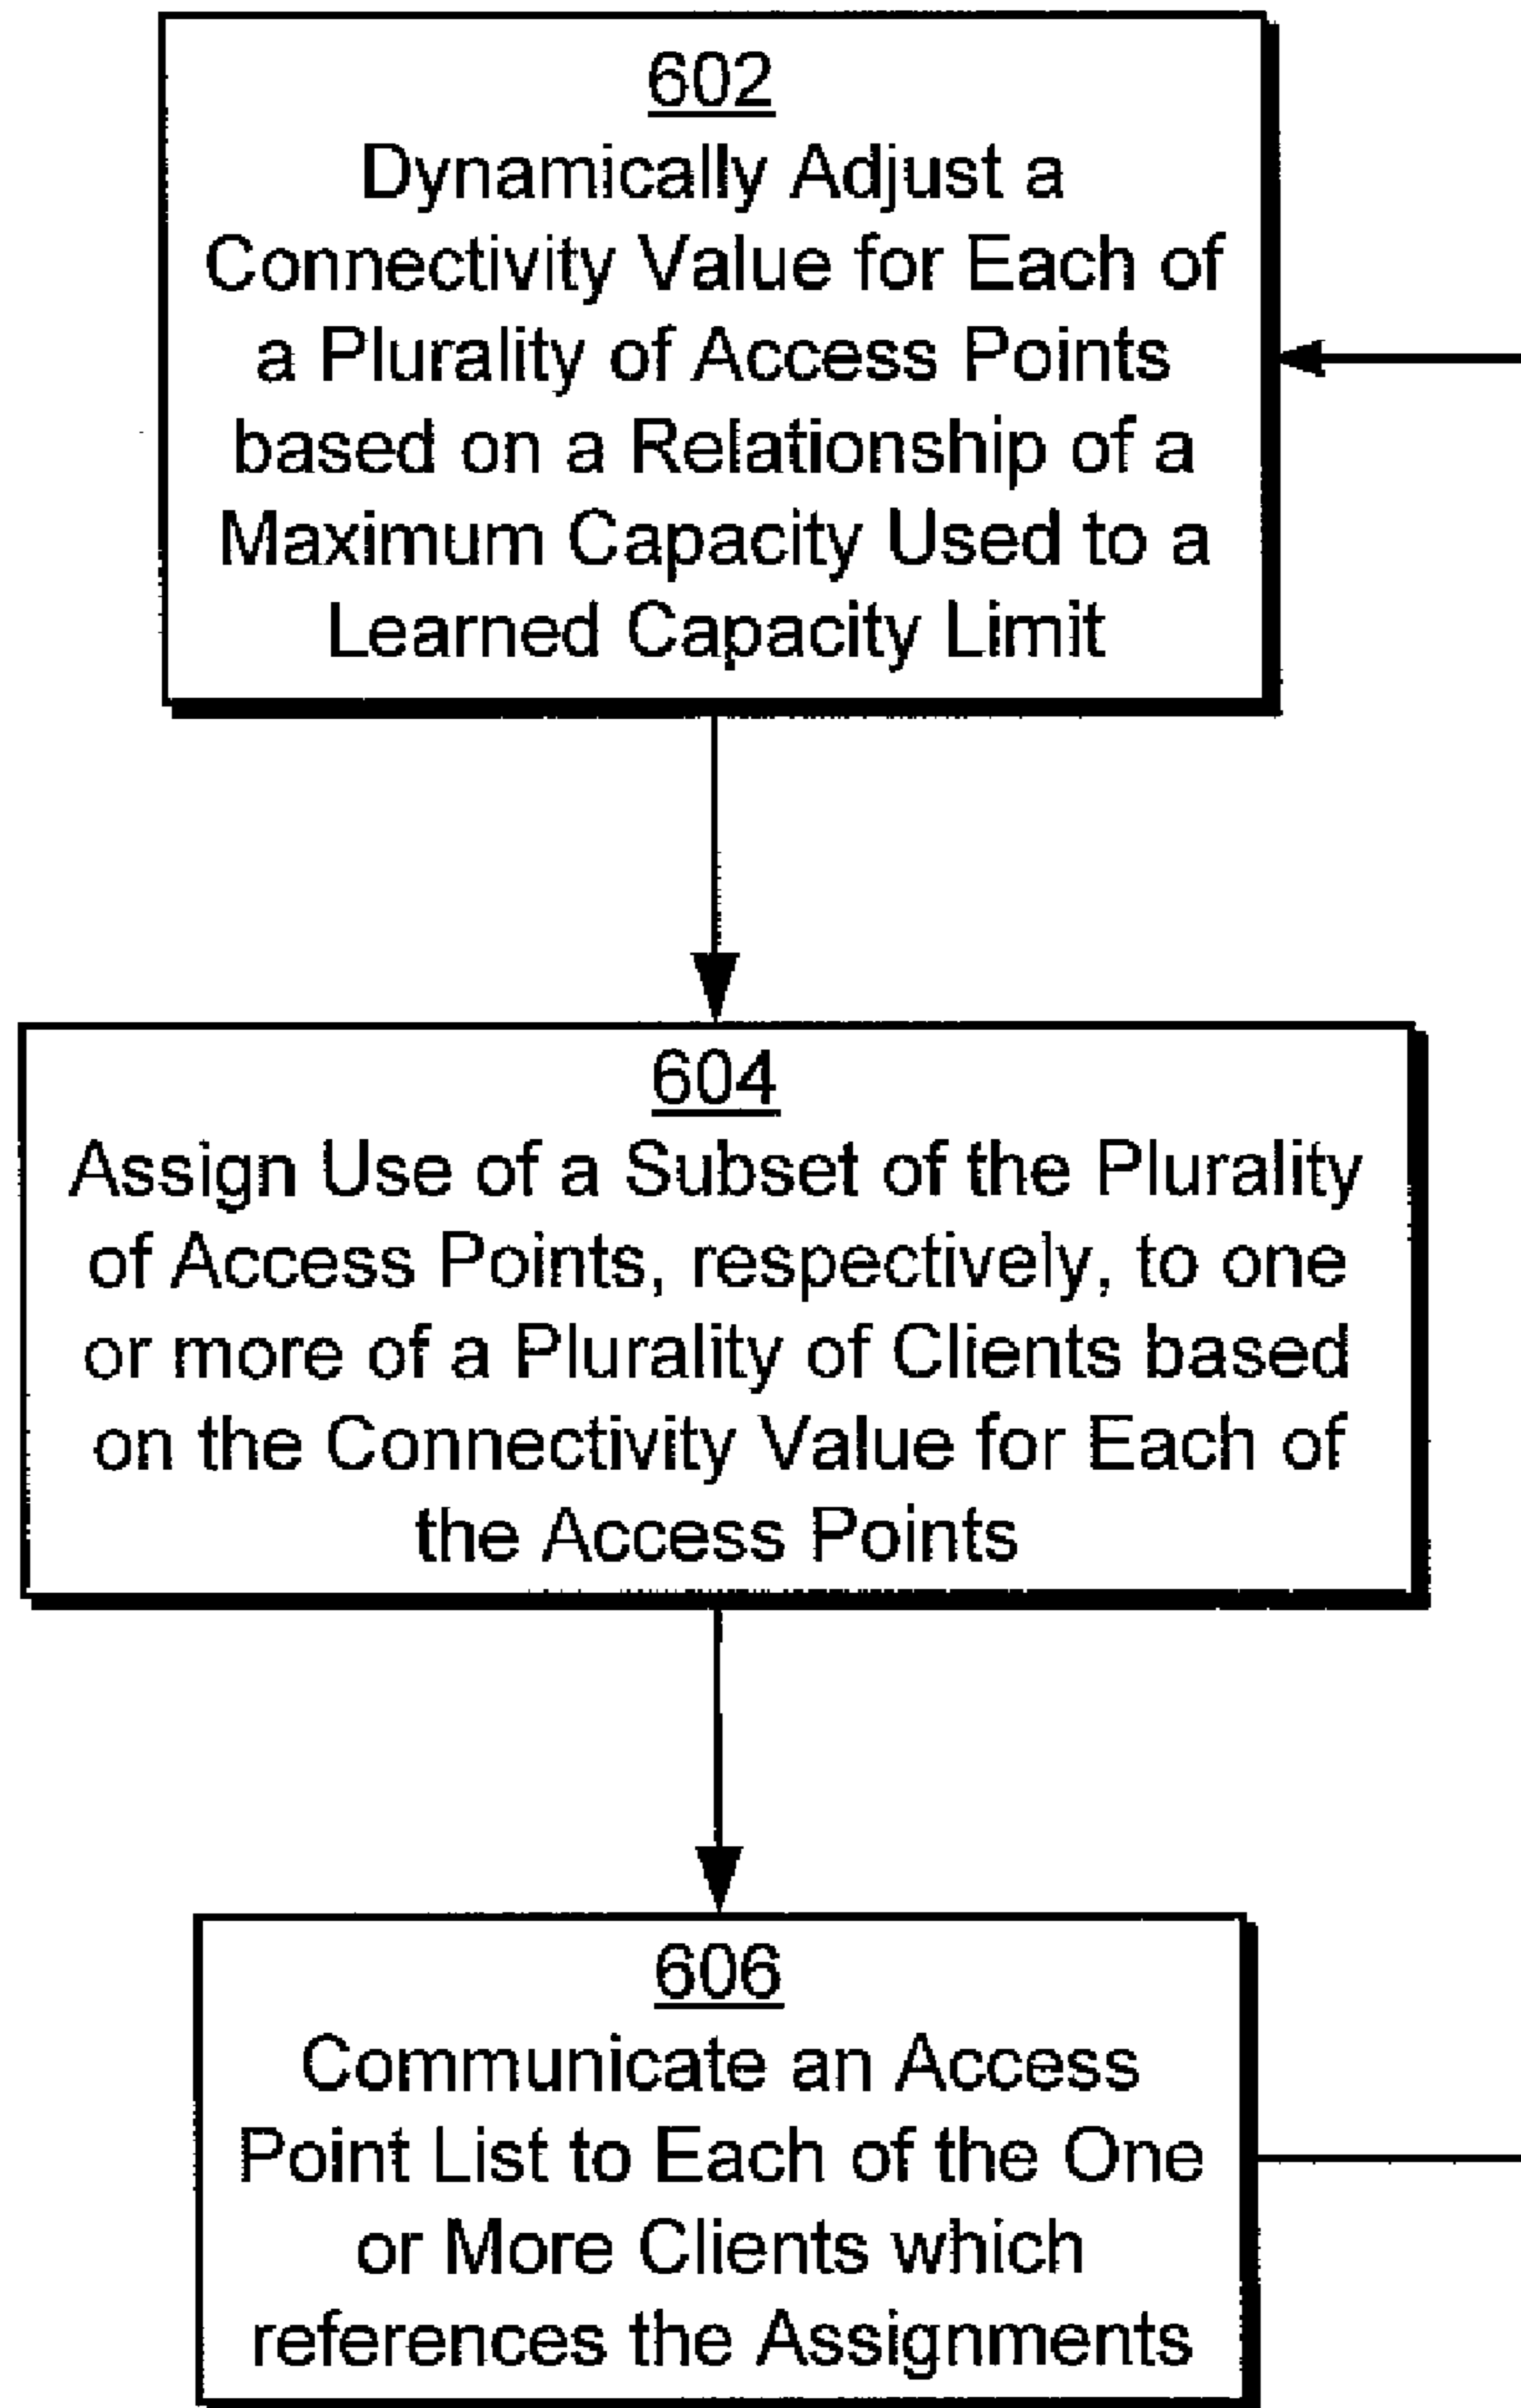 602
Dynamically Adjust a
Connectivity Value for Each of
a Plurality of Access Points
based on a Relationship of a
Maximum Capacity Used to a
Learned Capacity Limit
604
Assign Use of a Subset of the Plurality
of Access Points, respectively, to one
or more of a Plurality of Clients based
on the Connectivity Value for Each of
the Access Points
606
Communicate an Access
Point List to Each of the One
or More Clients which
references the Assignments